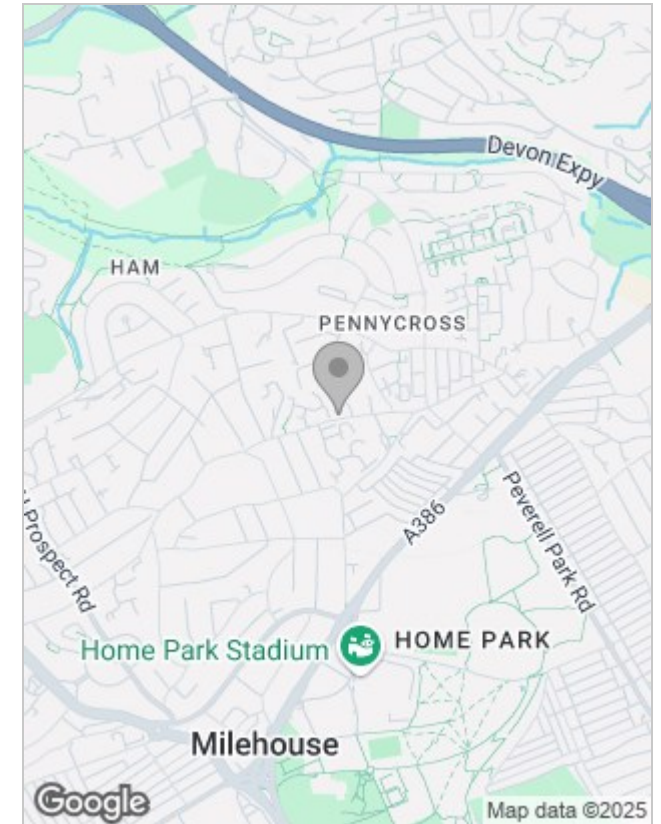 Devon Expy
HAM
PENNYCROSS
Prospect Rd
A386
Peverell Park Rd
Home Park Stadium
HOME PARK
Milehouse
Google
Map data ©2025